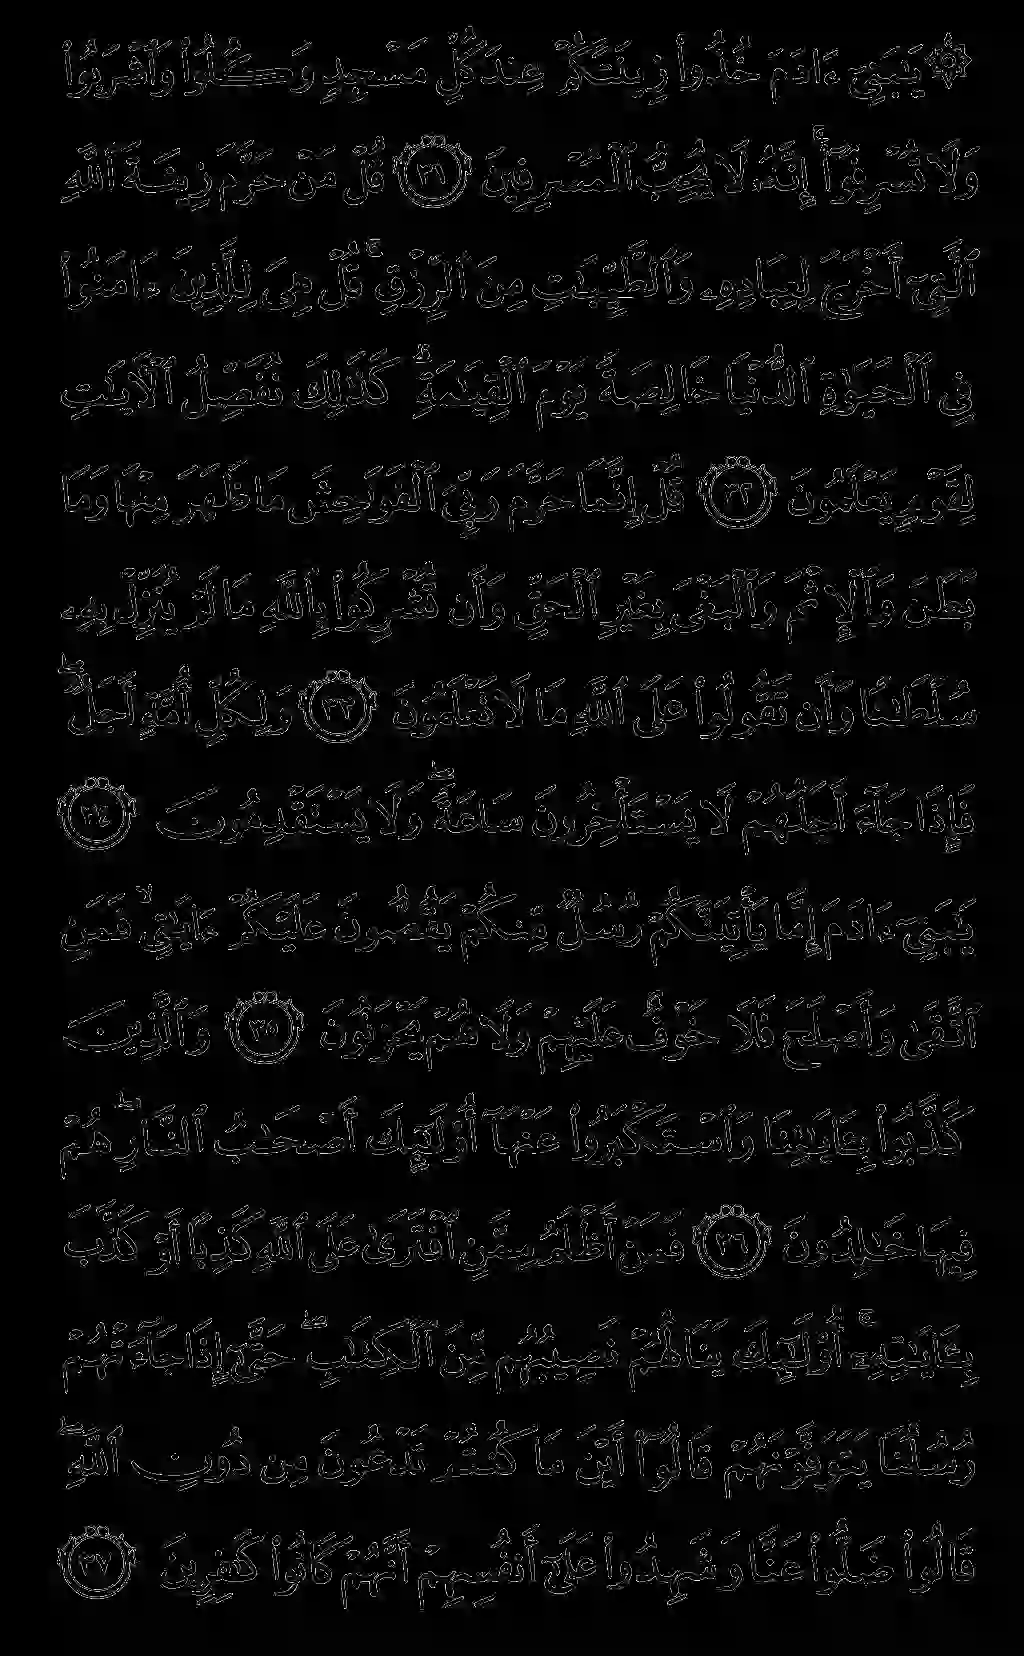 ۞ يَٰبَنِيٓ ءَادَمَ خُذُواْ زِينَتَكُمۡ عِندَ كُلِّ مَسۡجِدٖ وَكُلُواْ وَٱشۡرَبُواْ
وَلَا تُسۡرِفُوٓاْۚ إِنَّهُۥ لَا يُحِبُّ ٱلۡمُسۡرِفِينَ ٣١ قُلۡ مَنۡ حَرَّمَ زِينَةَ ٱللَّهِ
ٱلَّتِيٓ أَخۡرَجَ لِعِبَادِهِۦ وَٱلطَّيِّبَٰتِ مِنَ ٱلرِّزۡقِۚ قُلۡ هِيَ لِلَّذِينَ ءَامَنُواْ
فِي ٱلۡحَيَوٰةِ ٱلدُّنۡيَا خَالِصَةٗ يَوۡمَ ٱلۡقِيَٰمَةِۗ كَذَٰلِكَ نُفَصِّلُ ٱلۡأٓيَٰتِ
لِقَوۡمٖ يَعۡلَمُونَ ٣٢ قُلۡ إِنَّمَا حَرَّمَ رَبِّيَ ٱلۡفَوَٰحِشَ مَا ظَهَرَ مِنۡهَا وَمَا
بَطَنَ وَٱلۡإِثۡمَ وَٱلۡبَغۡيَ بِغَيۡرِ ٱلۡحَقِّ وَأَن تُشۡرِكُواْ بِٱللَّهِ مَا لَمۡ يُنَزِّلۡ بِهِۦ
سُلۡطَٰنٗا وَأَن تَقُولُواْ عَلَى ٱللَّهِ مَا لَا تَعۡلَمُونَ ٣٣ وَلِكُلِّ أُمَّةٍ أَجَلٞۖ
فَإِذَا جَآءَ أَجَلُهُمۡ لَا يَسۡتَأۡخِرُونَ سَاعَةٗ وَلَا يَسۡتَقۡدِمُونَ ٣٤
يَٰبَنِيٓ ءَادَمَ إِمَّا يَأۡتِيَنَّكُمۡ رُسُلٞ مِّنكُمۡ يَقُصُّونَ عَلَيۡكُمۡ ءَايَٰتِي فَمَنِ
ٱتَّقَىٰ وَأَصۡلَحَ فَلَا خَوۡفٌ عَلَيۡهِمۡ وَلَا هُمۡ يَحۡزَنُونَ ٣٥ وَٱلَّذِينَ
كَذَّبُواْ بِـَٔايَٰتِنَا وَٱسۡتَكۡبَرُواْ عَنۡهَآ أُوْلَٰٓئِكَ أَصۡحَٰبُ ٱلنَّارِۖ هُمۡ
فِيهَا خَٰلِدُونَ ٣٦ فَمَنۡ أَظۡلَمُ مِمَّنِ ٱفۡتَرَىٰ عَلَى ٱللَّهِ كَذِبًا أَوۡ كَذَّبَ
بِـَٔايَٰتِهِۦٓۚ أُوْلَٰٓئِكَ يَنَالُهُمۡ نَصِيبُهُم مِّنَ ٱلۡكِتَٰبِۖ حَتَّىٰٓ إِذَا جَآءَتۡهُمۡ
رُسُلُنَا يَتَوَفَّوۡنَهُمۡ قَالُوٓاْ أَيۡنَ مَا كُنتُمۡ تَدۡعُونَ مِن دُونِ ٱللَّهِۖ
قَالُواْ ضَلُّواْ عَنَّا وَشَهِدُواْ عَلَىٰٓ أَنفُسِهِمۡ أَنَّهُمۡ كَانُواْ كَٰفِرِينَ ٣٧